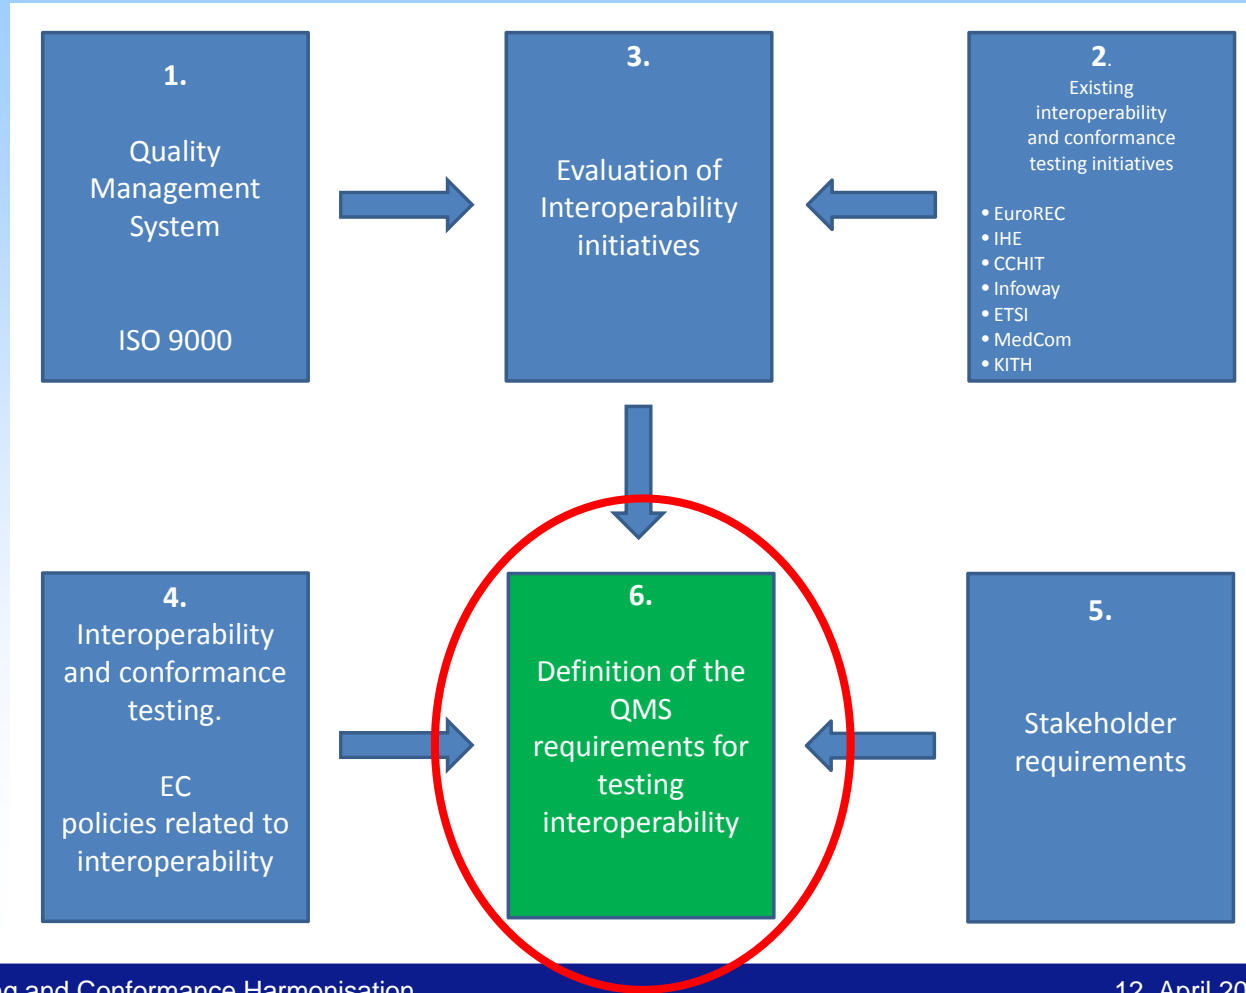 1.
Quality
Management
System
ISO 9000
3.
Evaluation of
Interoperability
initiatives
2.
Existing
interoperability
and conformance
testing initiatives
• EuroREC
• IHE
• CCHIT
• Infoway
• ETSI
• MedCom
• KITH
4.
Interoperability
and conformance
testing.
EC
policies related to
interoperability
6.
Definition of the
QMS
requirements for
testing
interoperability
5.
Stakeholder
requirements
and Conformance Harmonisation
12. April